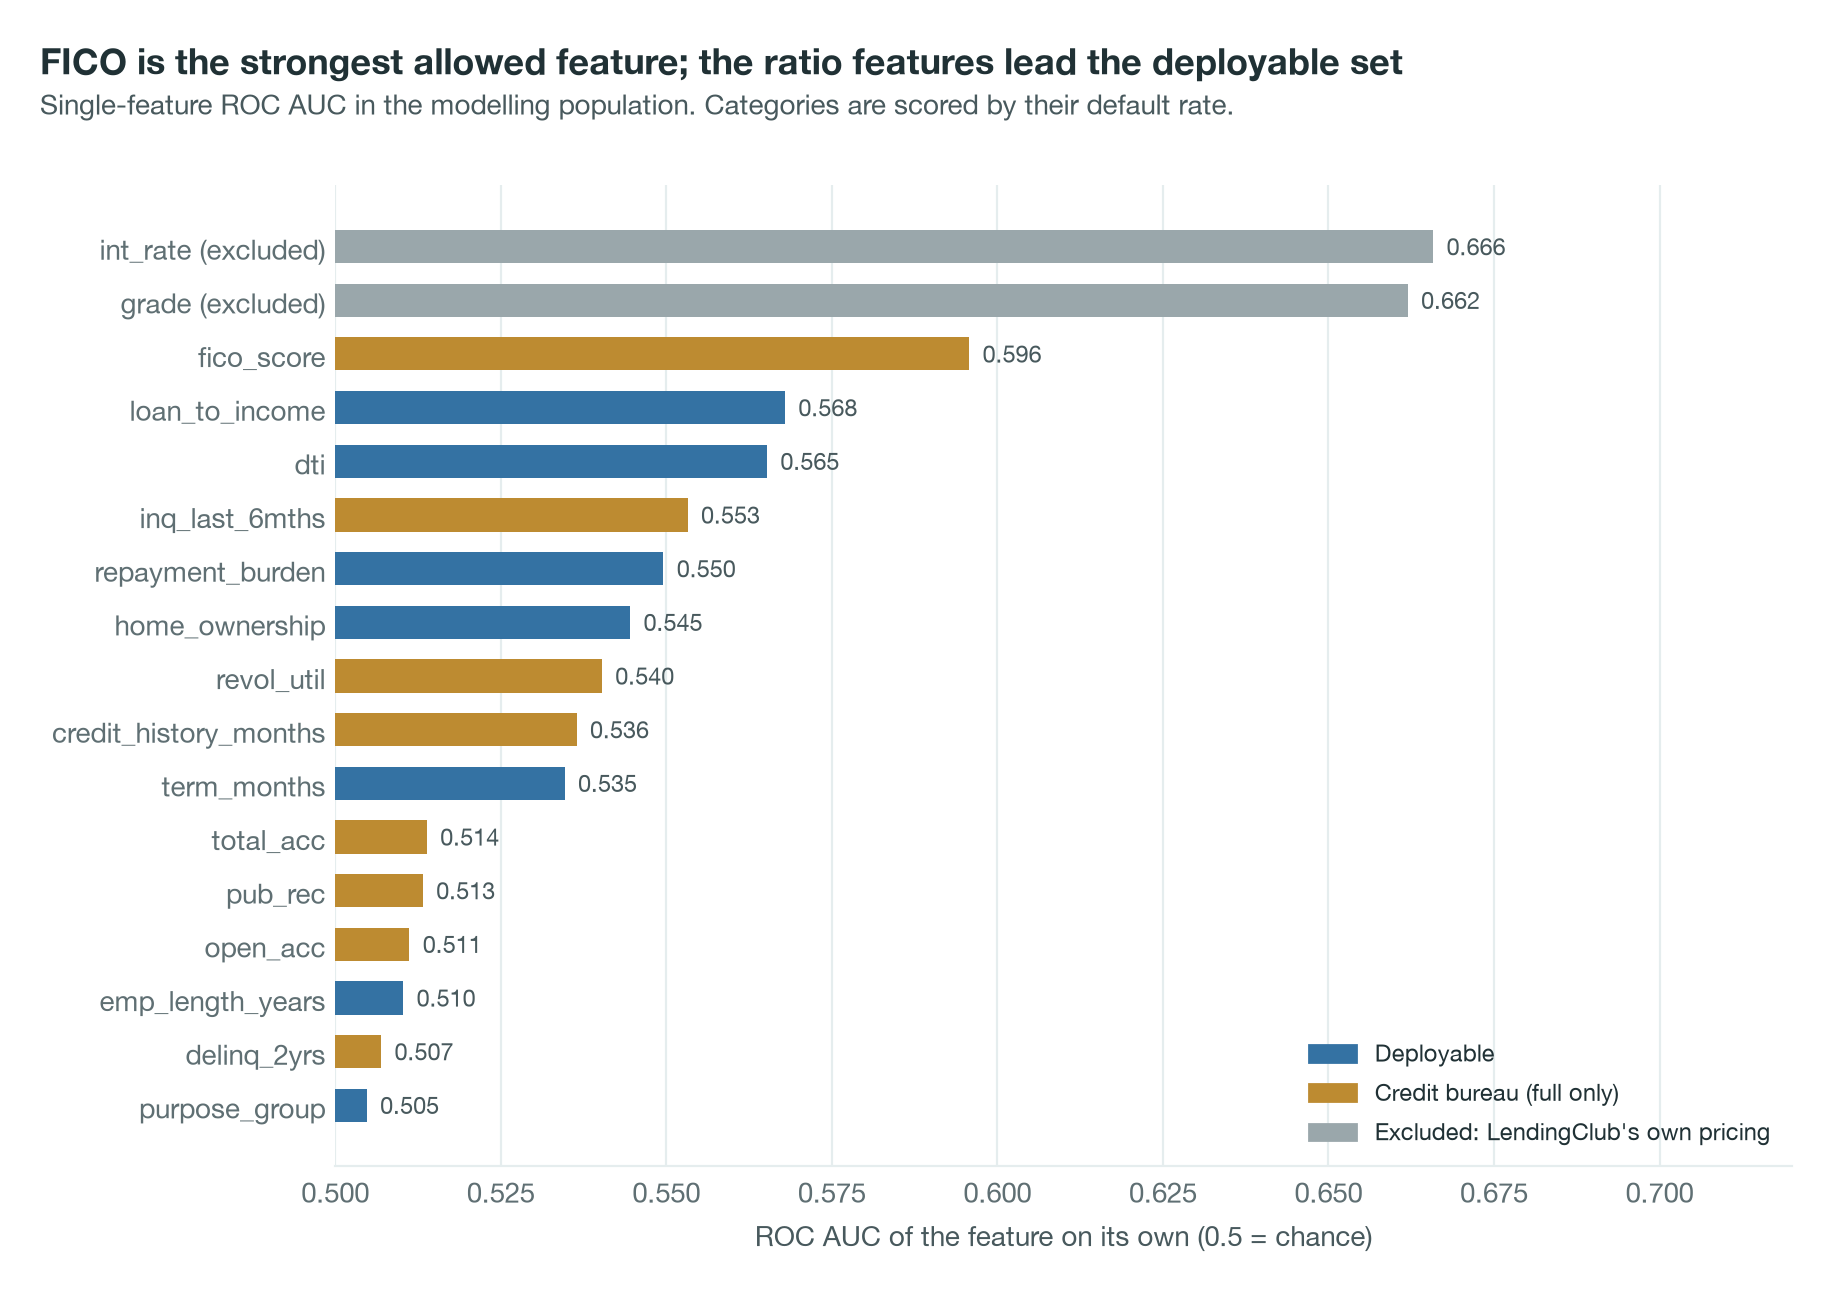 FICO is the strongest allowed feature; the ratio features lead the deployable set
Single-feature ROC AUC in the modelling population. Categories are scored by their default rate.
int_rate (excluded) 0.666
grade (excluded) 0.662
fico_score 0.596
loan_to_income 0.568
dti 0.565
inq_last_6mths 0.553
repayment_burden 0.550
home_ownership 0.545
revol_util 0.540
credit_history_months 0.536
term_months 0.535
total_acc 0.514
pub_rec 0.513
open_acc 0.511
emp_length_years 0.510
delinq_2yrs 0.507
purpose_group 0.505
Deployable
Credit bureau (full only)
Excluded: LendingClub's own pricing
0.500 0.525 0.550 0.575 0.600 0.625 0.650 0.675 0.700
ROC AUC of the feature on its own (0.5 = chance)